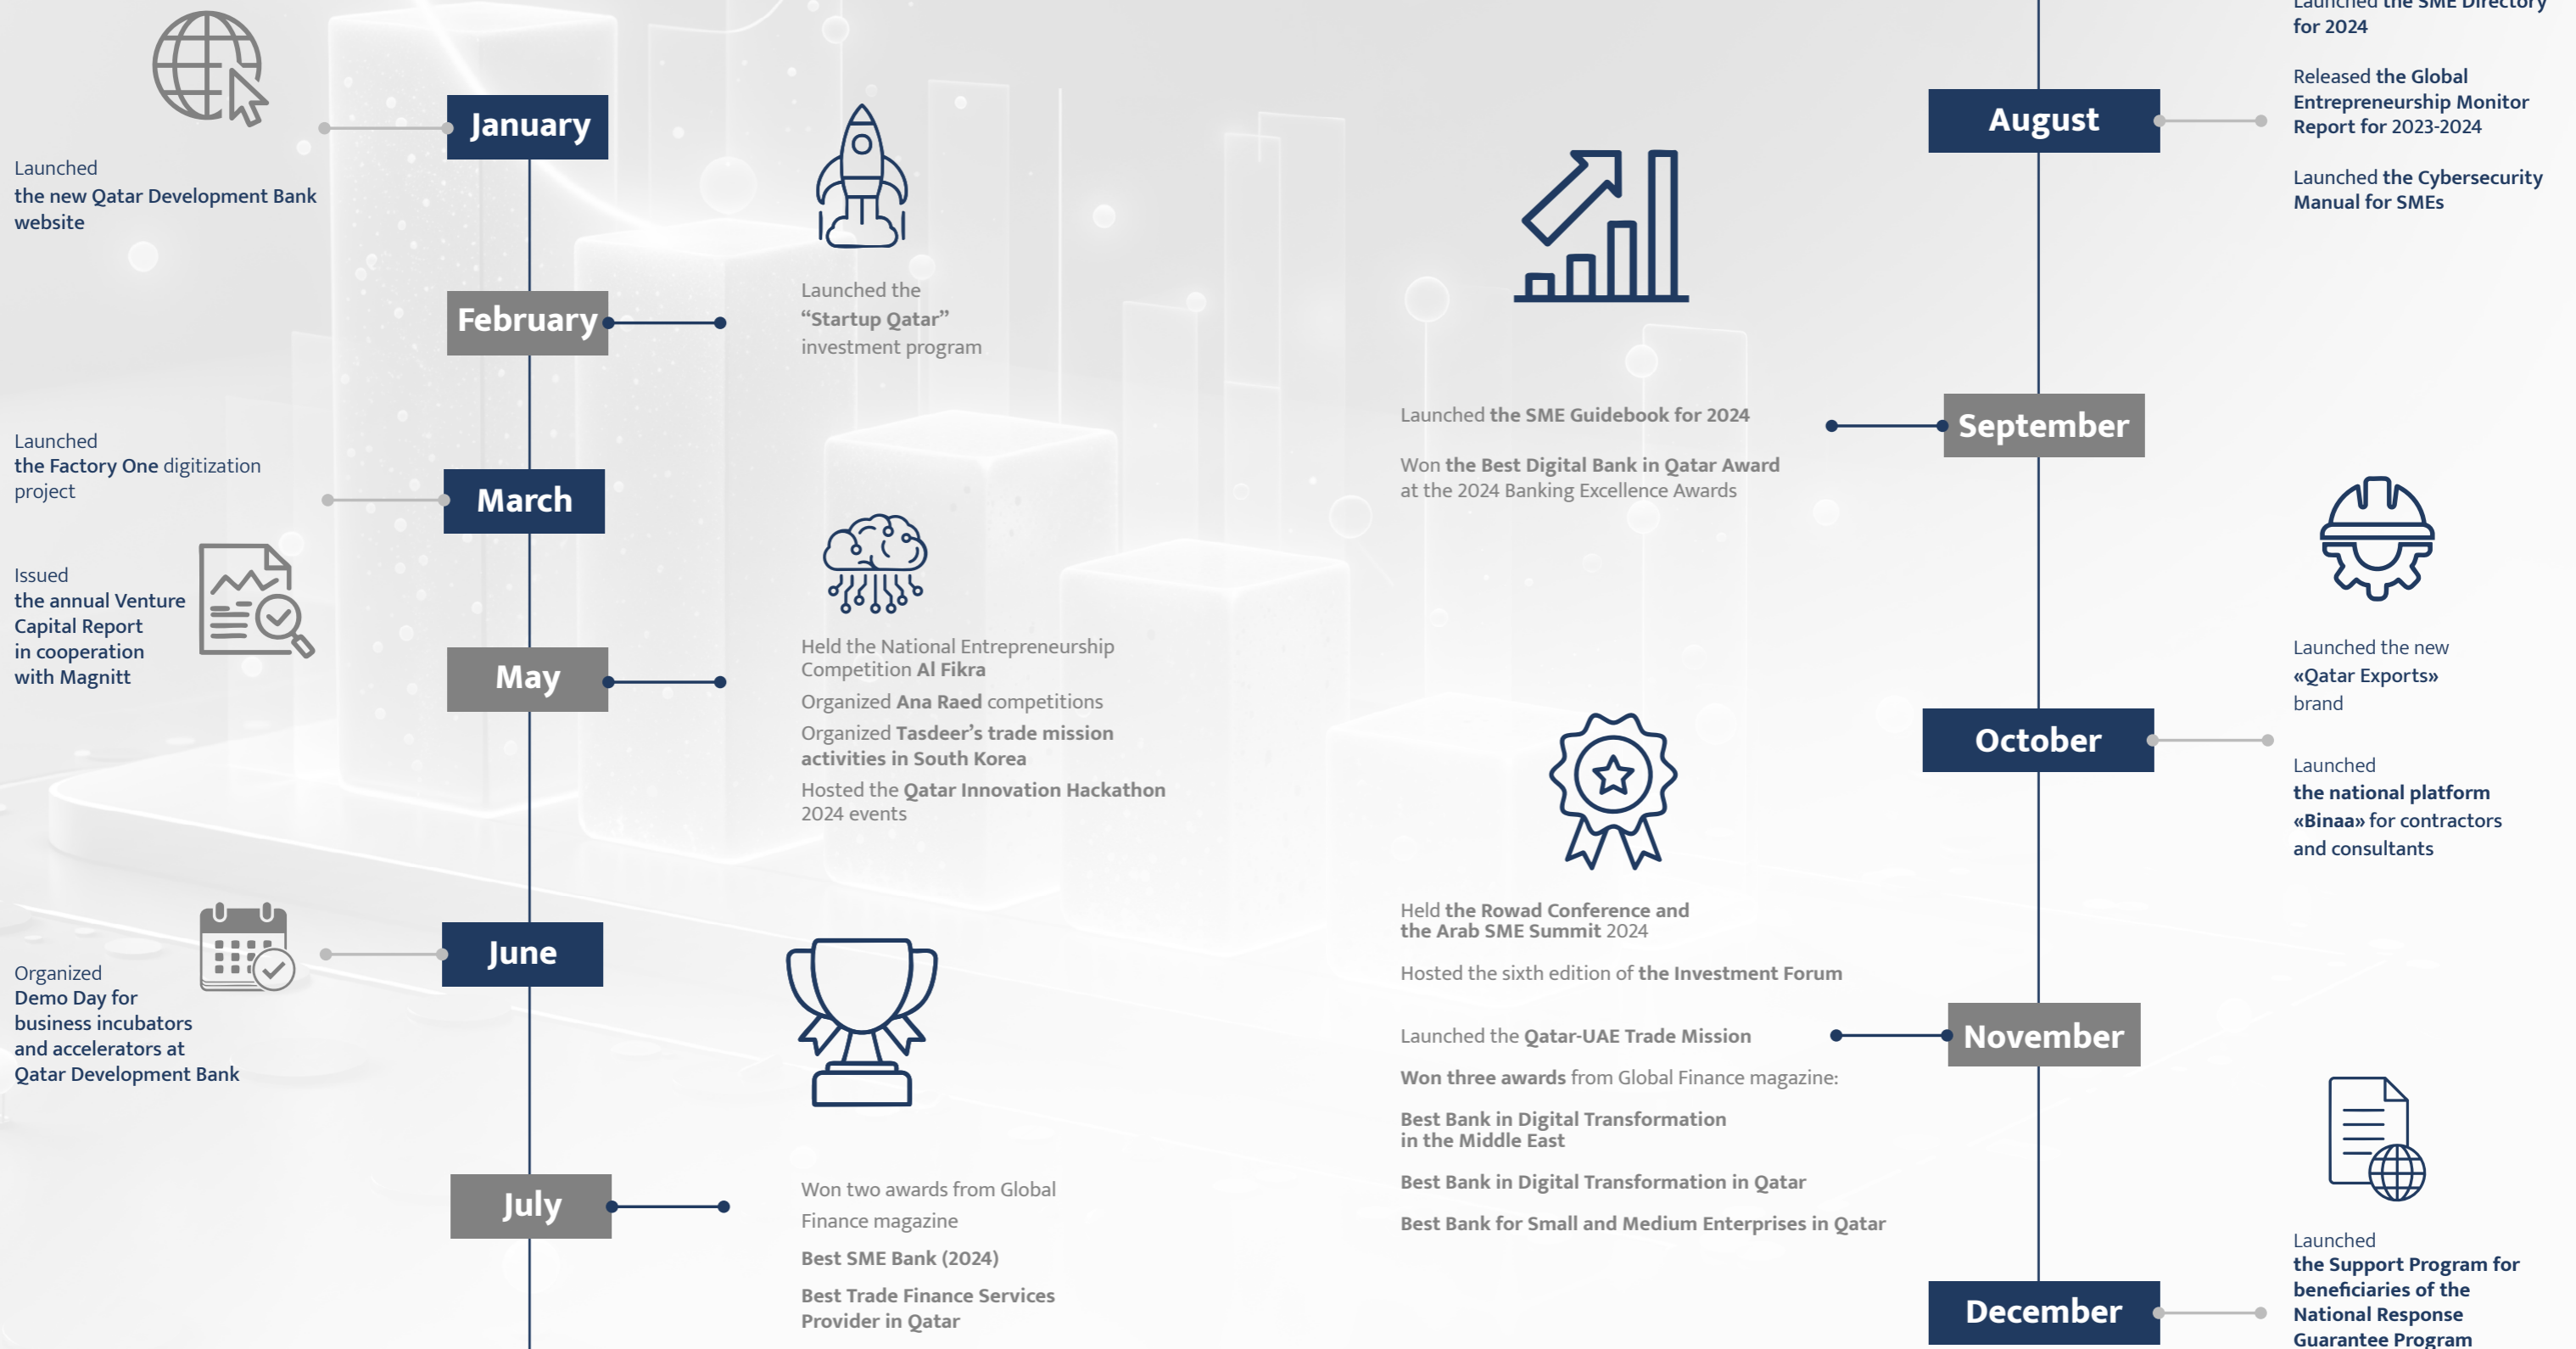 January
Launched
the new Qatar Development Bank
website
February
Launched the
“Startup Qatar”
investment program
March
Launched
the Factory One digitization
project
Issued
the annual Venture
Capital Report
in cooperation
with Magnitt
May
Held the National Entrepreneurship
Competition Al Fikra
Organized Ana Raed competitions
Organized Tasdeer’s trade mission
activities in South Korea
Hosted the Qatar Innovation Hackathon
2024 events
June
Organized
Demo Day for
business incubators
and accelerators at
Qatar Development Bank
July
Won two awards from Global
Finance magazine
Best SME Bank (2024)
Best Trade Finance Services
Provider in Qatar
August
Launched the SME Directory
for 2024
Released the Global
Entrepreneurship Monitor
Report for 2023-2024
Launched the Cybersecurity
Manual for SMEs
September
Launched the SME Guidebook for 2024
Won the Best Digital Bank in Qatar Award
at the 2024 Banking Excellence Awards
October
Launched the new
«Qatar Exports»
brand
Launched
the national platform
«Binaa» for contractors
and consultants
November
Held the Rowad Conference and
the Arab SME Summit 2024
Hosted the sixth edition of the Investment Forum
Launched the Qatar-UAE Trade Mission
Won three awards from Global Finance magazine:
Best Bank in Digital Transformation
in the Middle East
Best Bank in Digital Transformation in Qatar
Best Bank for Small and Medium Enterprises in Qatar
December
Launched
the Support Program for
beneficiaries of the
National Response
Guarantee Program